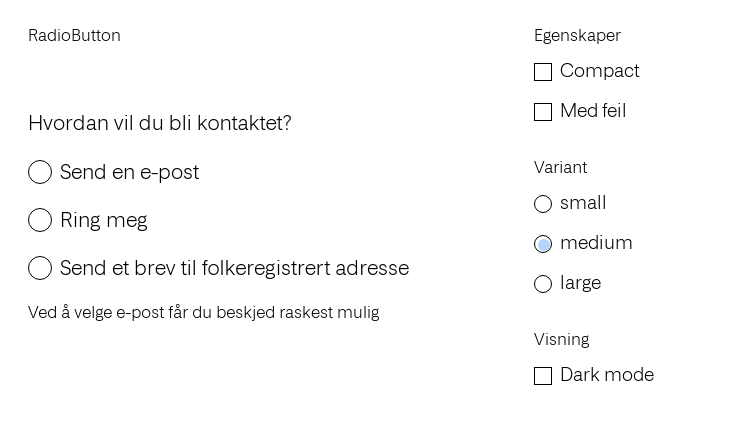 RadioButton
Hvordan vil du bli kontaktet?
Send en e-post
Ring meg
Send et brev til folkeregistrert adresse
Ved å velge e-post får du beskjed raskest mulig
Egenskaper
Compact
Med feil
Variant
small
medium
large
Visning
Dark mode